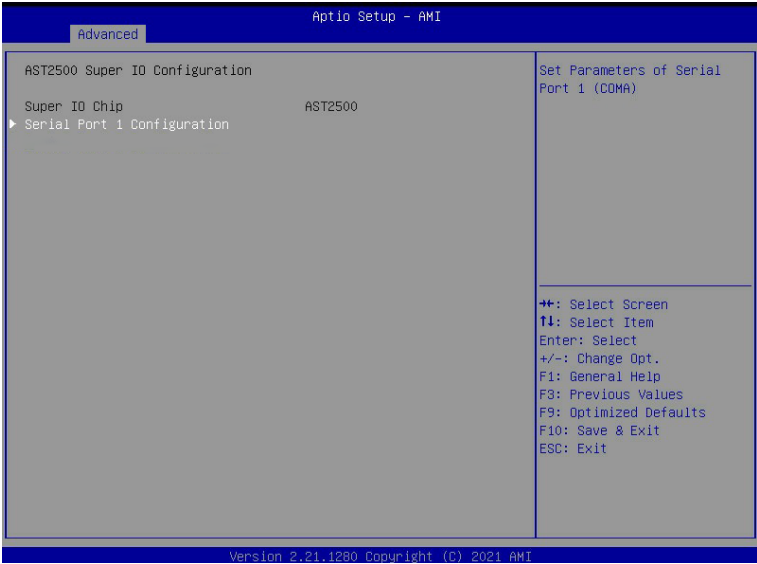 Aptio Setup – AMI
Advanced
AST2500 Super IO Configuration
Super IO Chip AST2500
Serial Port 1 Configuration
Set Parameters of Serial
Port 1 (COMA)
→←: Select Screen
↑↓: Select Item
Enter: Select
+/-: Change Opt.
F1: General Help
F3: Previous Values
F9: Optimized Defaults
F10: Save & Exit
ESC: Exit
Version 2.21.1280 Copyright (C) 2021 AMI